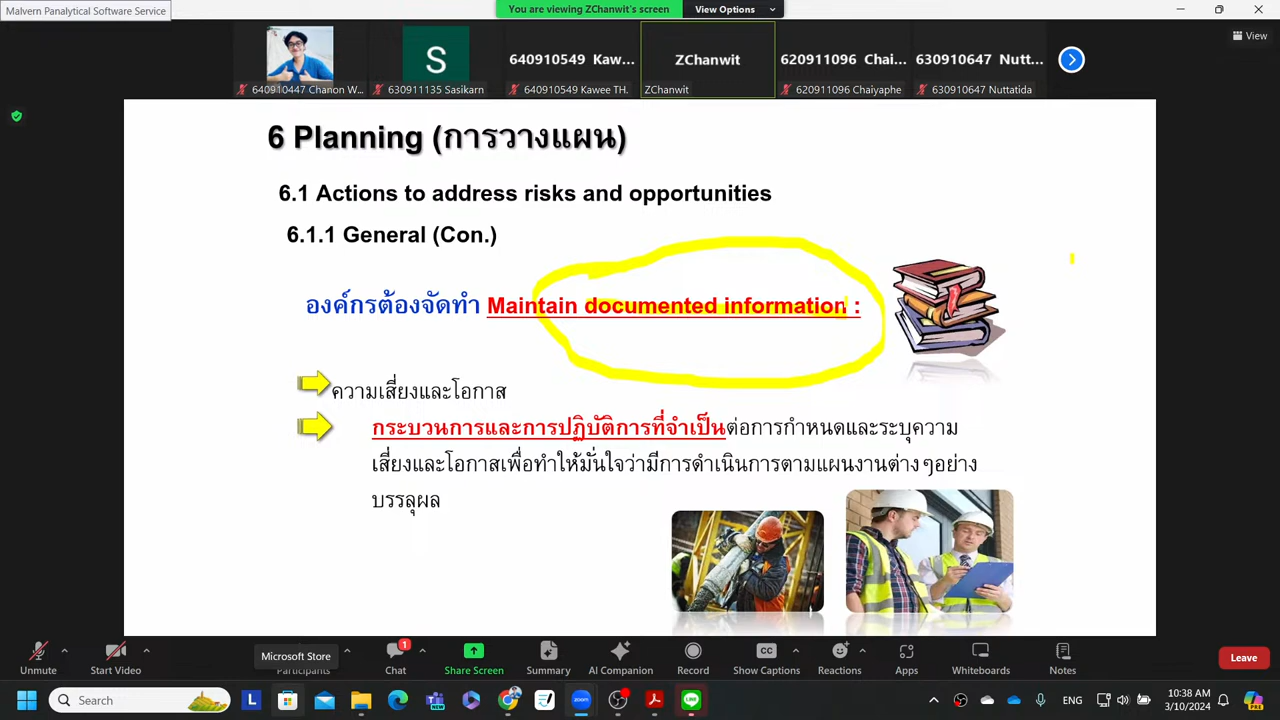 Malvern Panalytical Software Service
You are viewing ZChanwit's screen
View Options
View
S
640910549 Kaw...
ZChanwit
620911096 Chai...
630910647 Nutt...
640910447 Chanon W...
630911135 Sasikarn
640910549 Kawee TH.
ZChanwit
620911096 Chaiyaphe
630910647 Nuttatida
6 Planning (การวางแผน)
6.1 Actions to address risks and opportunities
6.1.1 General (Con.)
องค์กรต้องจัดทำ Maintain documented information :
ความเสี่ยงและโอกาส
กระบวนการและการปฏิบัติการที่จำเป็นต่อการกำหนดและระบุความ
เสี่ยงและโอกาสเพื่อทำให้มั่นใจว่ามีการดำเนินการตามแผนงานต่างๆอย่าง
บรรลุผล
Microsoft Store
1
CC
Unmute
Start Video
Participants
Chat
Share Screen
Summary
AI Companion
Record
Show Captions
Reactions
Apps
Whiteboards
Notes
Leave
Search
L
zoom
LINE
ENG
10:38 AM
3/10/2024